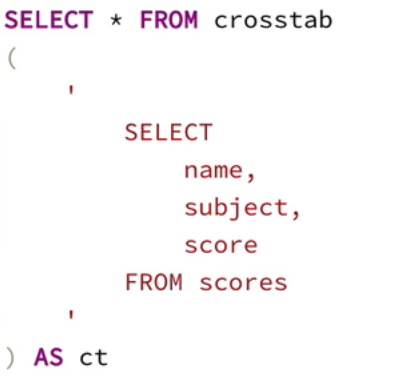 SELECT * FROM crosstab
(
'
SELECT
name,
subject,
score
FROM scores
'
) AS ct